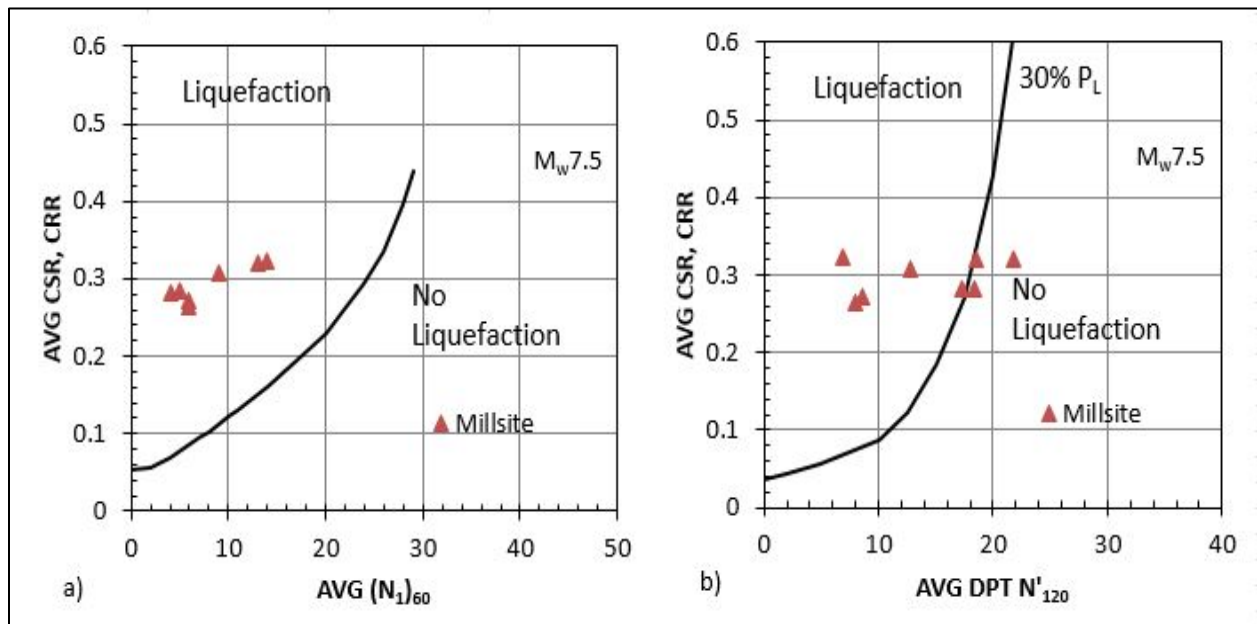 0.6
0.5
0.4
0.3
0.2
0.1
0
AVG CSR, CRR
Liquefaction
M_w7.5
No
Liquefaction
Millsite
0 10 20 30 40 50
a)
AVG (N₁)₆₀
0.6
0.5
0.4
0.3
0.2
0.1
0
AVG CSR, CRR
Liquefaction
30% P_L
M_w7.5
No
Liquefaction
Millsite
0 10 20 30 40
b)
AVG DPT N'₁₂₀